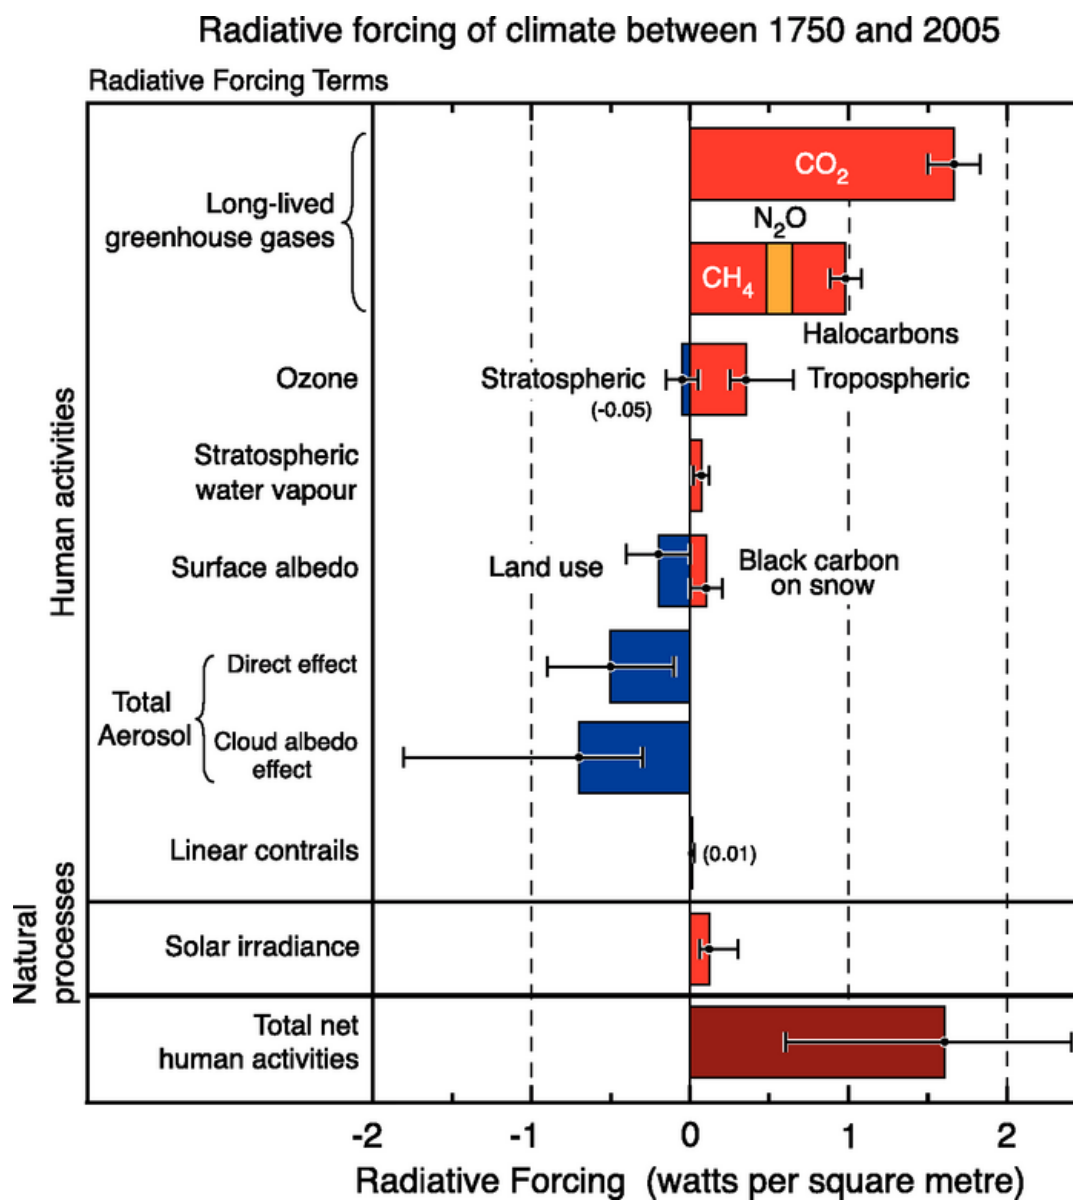 Radiative forcing of climate between 1750 and 2005
Radiative Forcing Terms
CO2
Long-lived
greenhouse gases
N2O
CH4
Halocarbons
Human activities
Ozone
Stratospheric
(-0.05)
Tropospheric
Stratospheric
water vapour
Surface albedo
Land use
Black carbon
on snow
Total
Aerosol
Direct effect
Cloud albedo
effect
Linear contrails
(0.01)
Natural
processes
Solar irradiance
Total net
human activities
-2 -1 0 1 2
Radiative Forcing (watts per square metre)